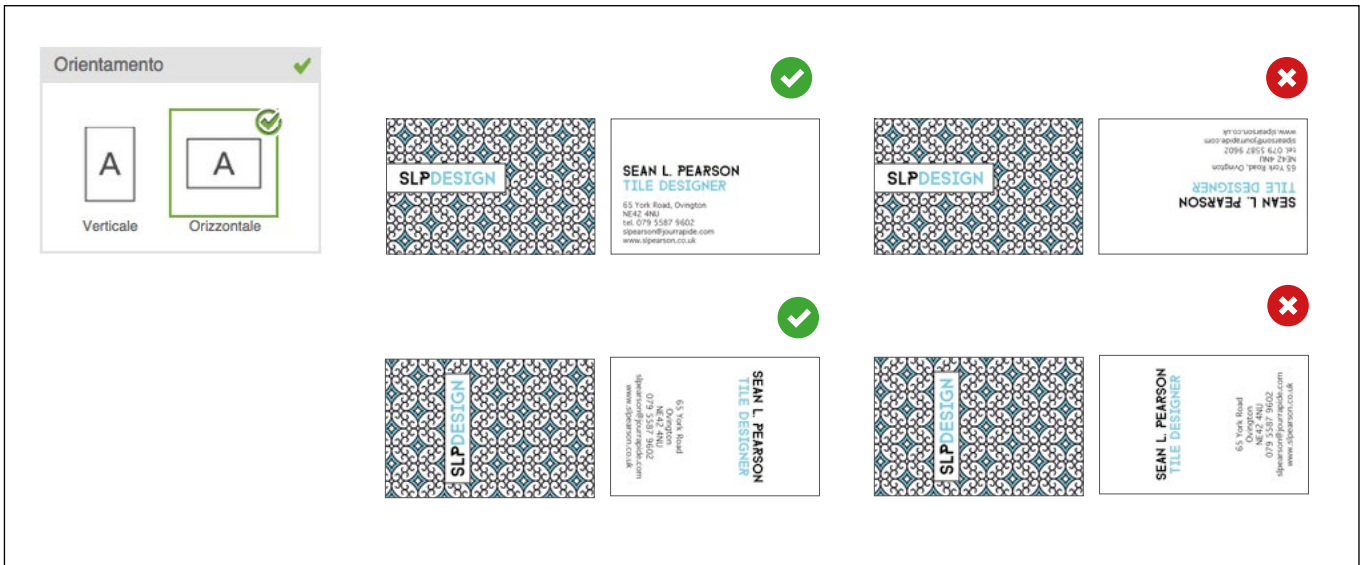 Orientamento
A
A
Verticale
Orizzontale
SLPDESIGN
SEAN L. PEARSON
TILE DESIGNER
65 York Road, Ovington
NE42 4NU
tel. 079 5587 9602
slpearson@jourrapide.com
www.slpearson.co.uk
SLPDESIGN
SEAN L. PEARSON
TILE DESIGNER
65 York Road, Ovington
NE42 4NU
tel. 079 5587 9602
slpearson@jourrapide.com
www.slpearson.co.uk
SLPDESIGN
SEAN L. PEARSON
TILE DESIGNER
65 York Road
Ovington
NE42 4NU
079 5587 9602
slpearson@jourrapide.com
www.slpearson.co.uk
SLPDESIGN
SEAN L. PEARSON
TILE DESIGNER
65 York Road
Ovington
NE42 4NU
079 5587 9602
slpearson@jourrapide.com
www.slpearson.co.uk